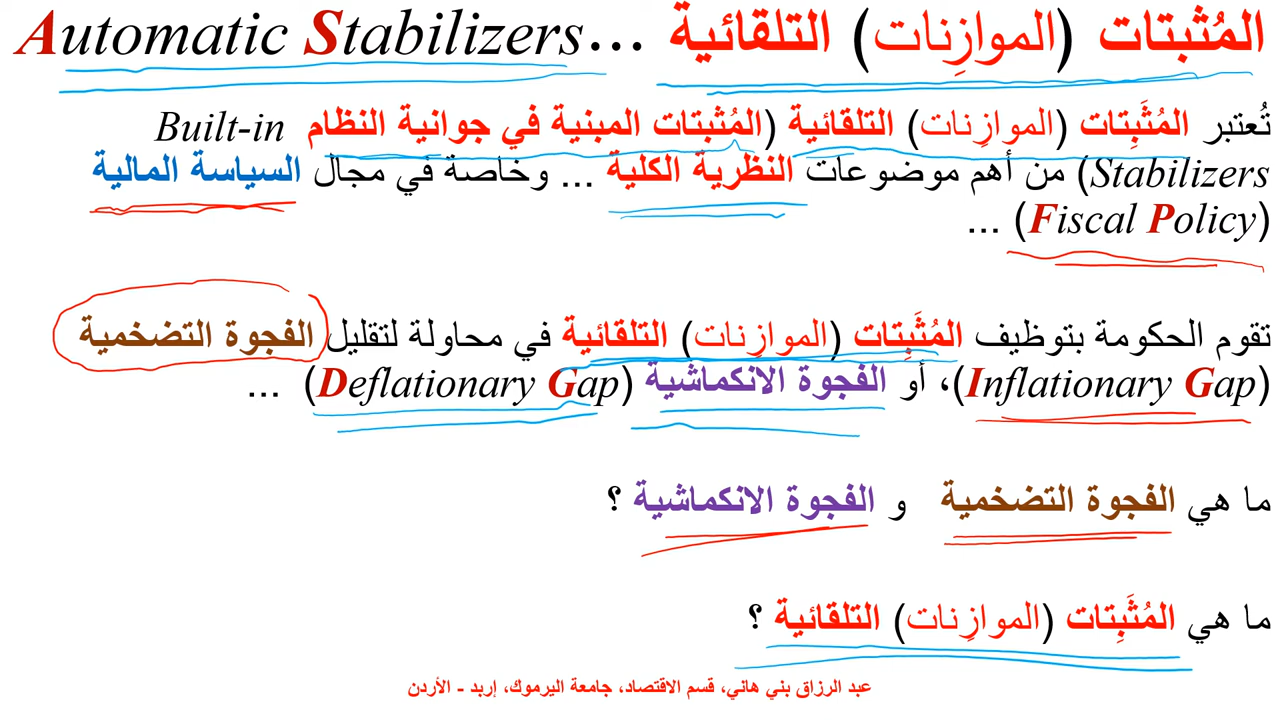 المُثبتات (الموازِنات) التلقائية ...Automatic Stabilizers
تُعتبر المُثَبِتات (الموازِنات) التلقائية (المُثبتات المبنية في جوانية النظام Built-in
Stabilizers) من أهم موضوعات النظرية الكلية ... وخاصة في مجال السياسة المالية
(Fiscal Policy) ...
تقوم الحكومة بتوظيف المُثَبِتات (الموازِنات) التلقائية في محاولة لتقليل الفجوة التضخمية
(Inflationary Gap)، أو الفجوة الانكماشية (Deflationary Gap) ...
ما هي الفجوة التضخمية و الفجوة الانكماشية ؟
ما هي المُثَبِتات (الموازِنات) التلقائية ؟
عبد الرزاق بني هاني، قسم الاقتصاد، جامعة اليرموك، إربد - الأردن